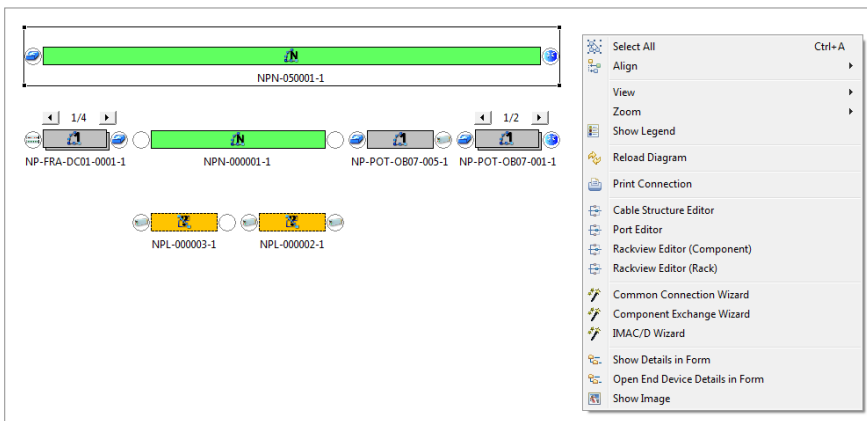 NPN-050001-1
1/4
1/2
NP-FRA-DC01-0001-1
NPN-000001-1
NP-POT-OB07-005-1
NP-POT-OB07-001-1
NPL-000003-1
NPL-000002-1
Select All Ctrl+A
Align
View
Zoom
Show Legend
Reload Diagram
Print Connection
Cable Structure Editor
Port Editor
Rackview Editor (Component)
Rackview Editor (Rack)
Common Connection Wizard
Component Exchange Wizard
IMAC/D Wizard
Show Details in Form
Open End Device Details in Form
Show Image